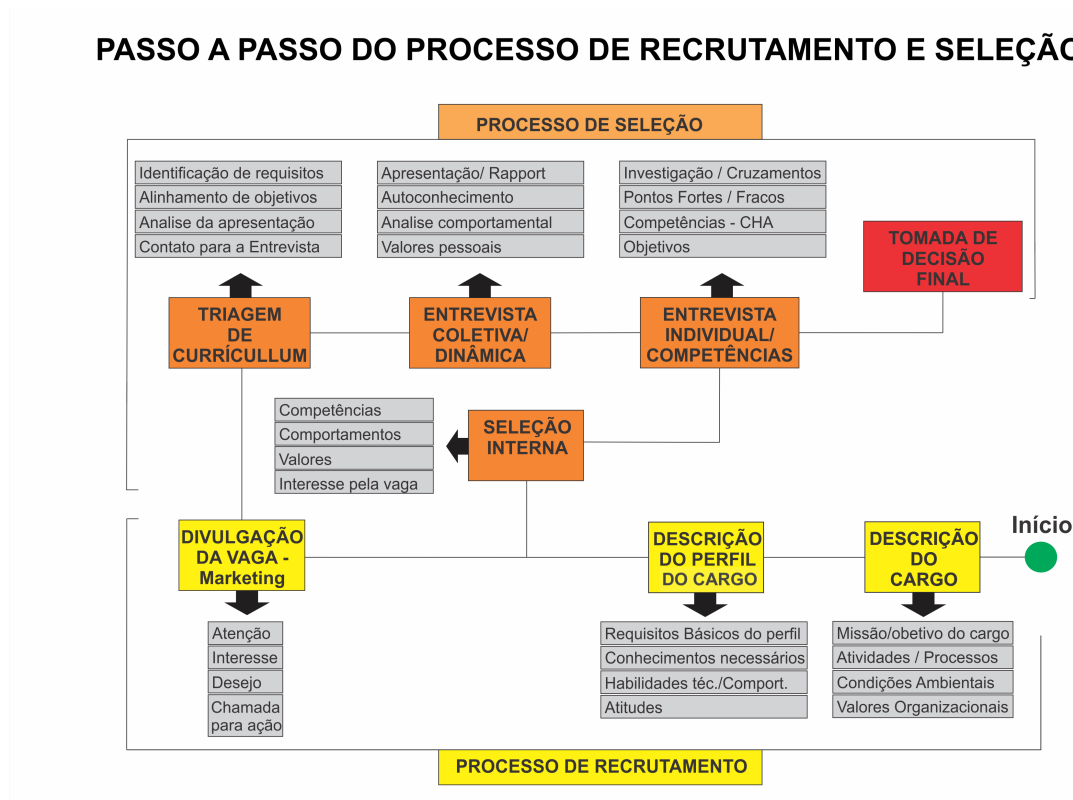 PASSO A PASSO DO PROCESSO DE RECRUTAMENTO E SELEÇÃO
PROCESSO DE SELEÇÃO
Identificação de requisitos
Alinhamento de objetivos
Analise da apresentação
Contato para a Entrevista
Apresentação/ Rapport
Autoconhecimento
Analise comportamental
Valores pessoais
Investigação / Cruzamentos
Pontos Fortes / Fracos
Competências - CHA
Objetivos
TOMADA DE
DECISÃO
FINAL
TRIAGEM
DE
CURRÍCULLUM
ENTREVISTA
COLETIVA/
DINÂMICA
ENTREVISTA
INDIVIDUAL/
COMPETÊNCIAS
Competências
Comportamentos
Valores
Interesse pela vaga
SELEÇÃO
INTERNA
DIVULGAÇÃO
DA VAGA -
Marketing
DESCRIÇÃO
DO PERFIL
DO CARGO
DESCRIÇÃO
DO
CARGO
Início
Atenção
Interesse
Desejo
Chamada
para ação
Requisitos Básicos do perfil
Conhecimentos necessários
Habilidades téc./Comport.
Atitudes
Missão/obetivo do cargo
Atividades / Processos
Condições Ambientais
Valores Organizacionais
PROCESSO DE RECRUTAMENTO